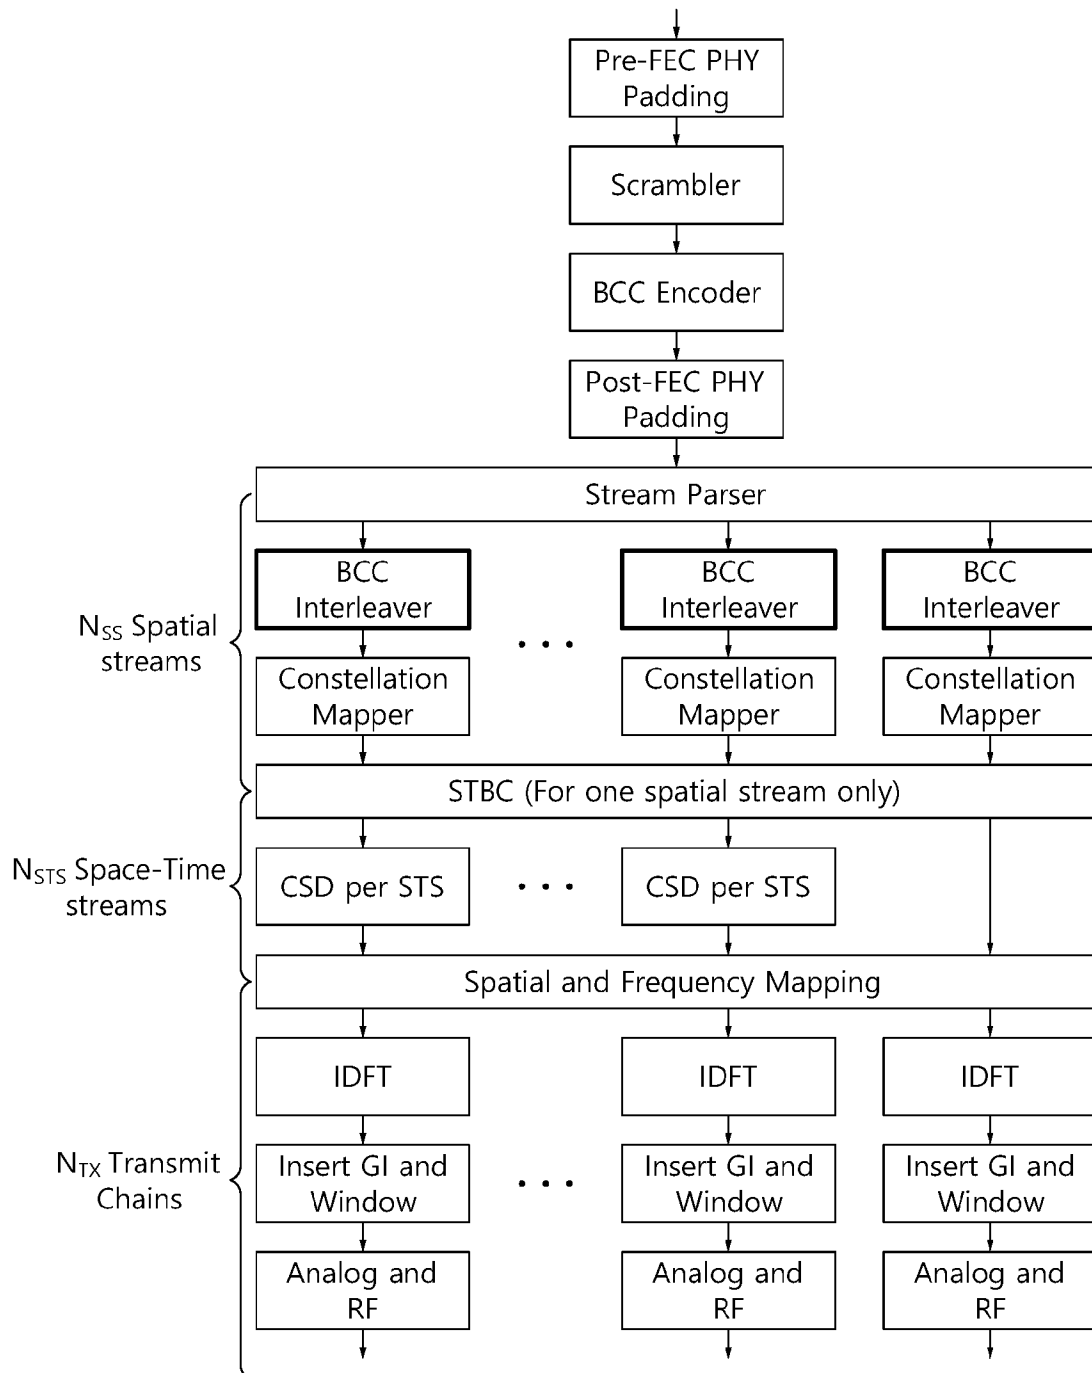 Pre-FEC PHY
Padding
Scrambler
BCC Encoder
Post-FEC PHY
Padding
Stream Parser
BCC
Interleaver
BCC
Interleaver
BCC
Interleaver
NSS Spatial
streams
• • •
Constellation
Mapper
Constellation
Mapper
Constellation
Mapper
STBC (For one spatial stream only)
NSTS Space-Time
streams
CSD per STS
• • •
CSD per STS
Spatial and Frequency Mapping
IDFT
IDFT
IDFT
NTX Transmit
Chains
Insert GI and
Window
• • •
Insert GI and
Window
Insert GI and
Window
Analog and
RF
Analog and
RF
Analog and
RF